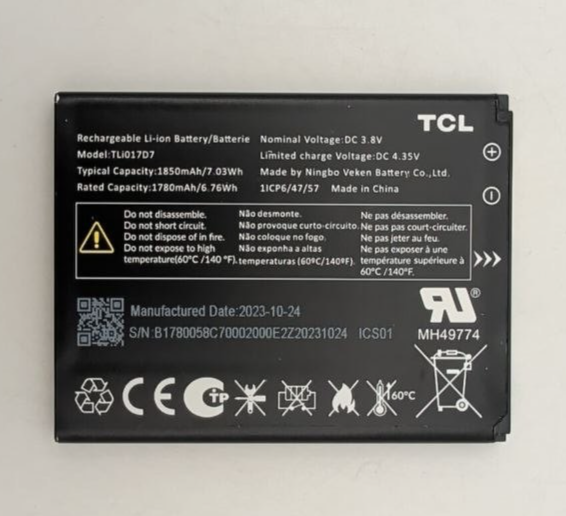 TCL
Rechargeable Li-ion Battery/Batterie Nominal Voltage:DC 3.8V
Model:TLi017D7 Limited charge Voltage:DC 4.35V
Typical Capacity:1850mAh/7.03Wh Made by Ningbo Veken Battery Co.,Ltd.
Rated Capacity:1780mAh/6.76Wh 1ICP6/47/57 Made in China
Do not disassemble.
Do not short circuit.
Do not dispose of in fire.
Do not expose to high
temperature(60°C /140 °F).
Não desmonte.
Não provoque curto-circuito.
Não coloque no fogo.
Não exponha a altas
temperaturas (60ºC/140ºF).
Ne pas désassembler.
Ne pas court-circuiter.
Ne pas jeter au feu.
Ne pas exposer à une
température supérieure à
60°C /140°F.
Manufactured Date:2023-10-24
S/N:B1780058C70002000E2Z20231024 ICS01
RU®
MH49774
CE TIP 60°C